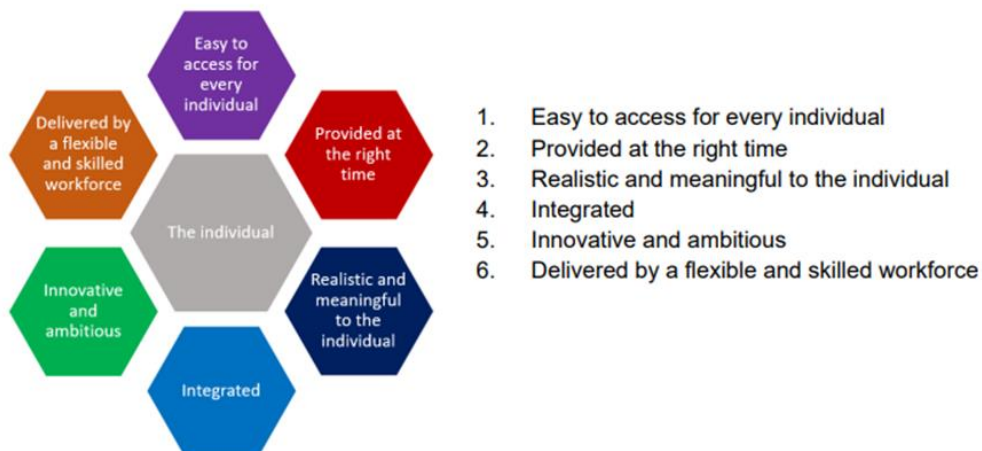 Easy to
access for
every
individual
Delivered by
a flexible
and skilled
workforce
Provided at
the right
time
The individual
Innovative
and
ambitious
Realistic and
meaningful
to the
individual
Integrated
1. Easy to access for every individual
2. Provided at the right time
3. Realistic and meaningful to the individual
4. Integrated
5. Innovative and ambitious
6. Delivered by a flexible and skilled workforce